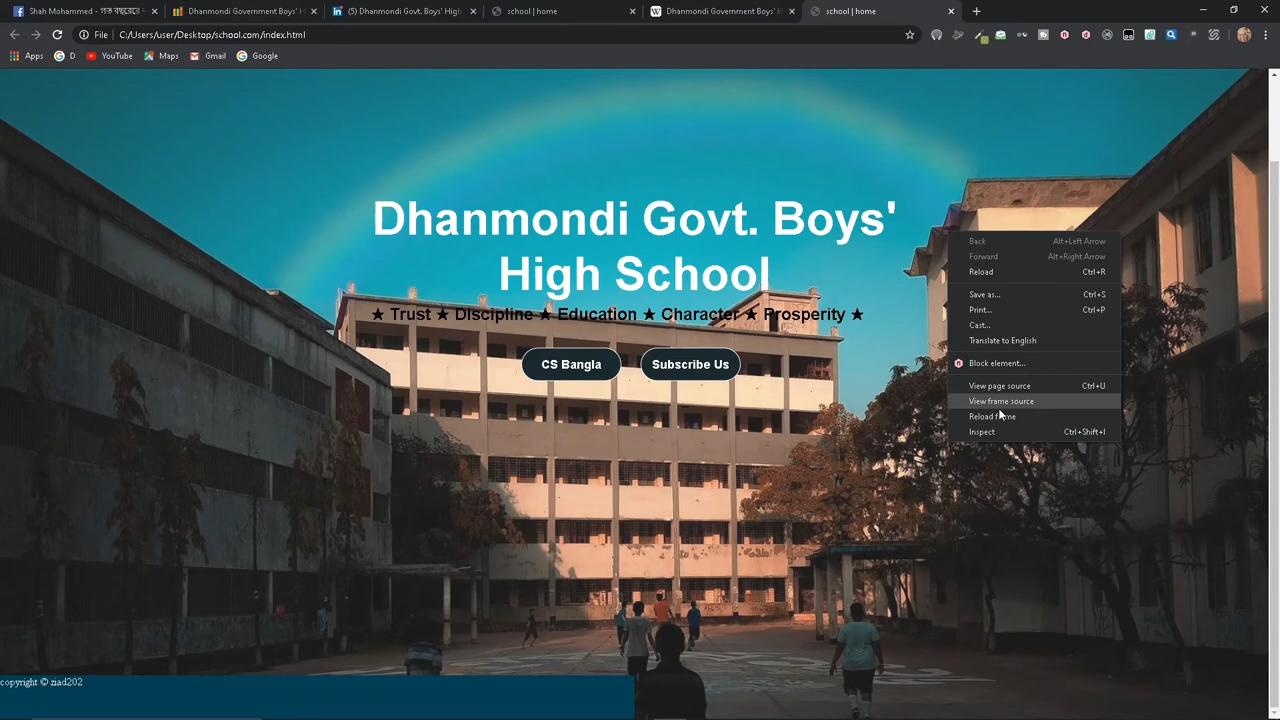 Shah Mohammed - গত বছরেরে
Dhanmondi Government Boys' H
(5) Dhanmondi Govt. Boys' High
school | home
Dhanmondi Government Boys' H
school | home
File | C:/Users/user/Desktop/school.com/index.html
Apps D YouTube Maps Gmail Google
Dhanmondi Govt. Boys'
High School
★ Trust ★ Discipline ★ Education ★ Character ★ Prosperity ★
CS Bangla Subscribe Us
Back Alt+Left Arrow
Forward Alt+Right Arrow
Reload Ctrl+R
Save as... Ctrl+S
Print... Ctrl+P
Cast...
Translate to English
Block element...
View page source Ctrl+U
View frame source
Reload frame
Inspect Ctrl+Shift+I
copyright © ziad202